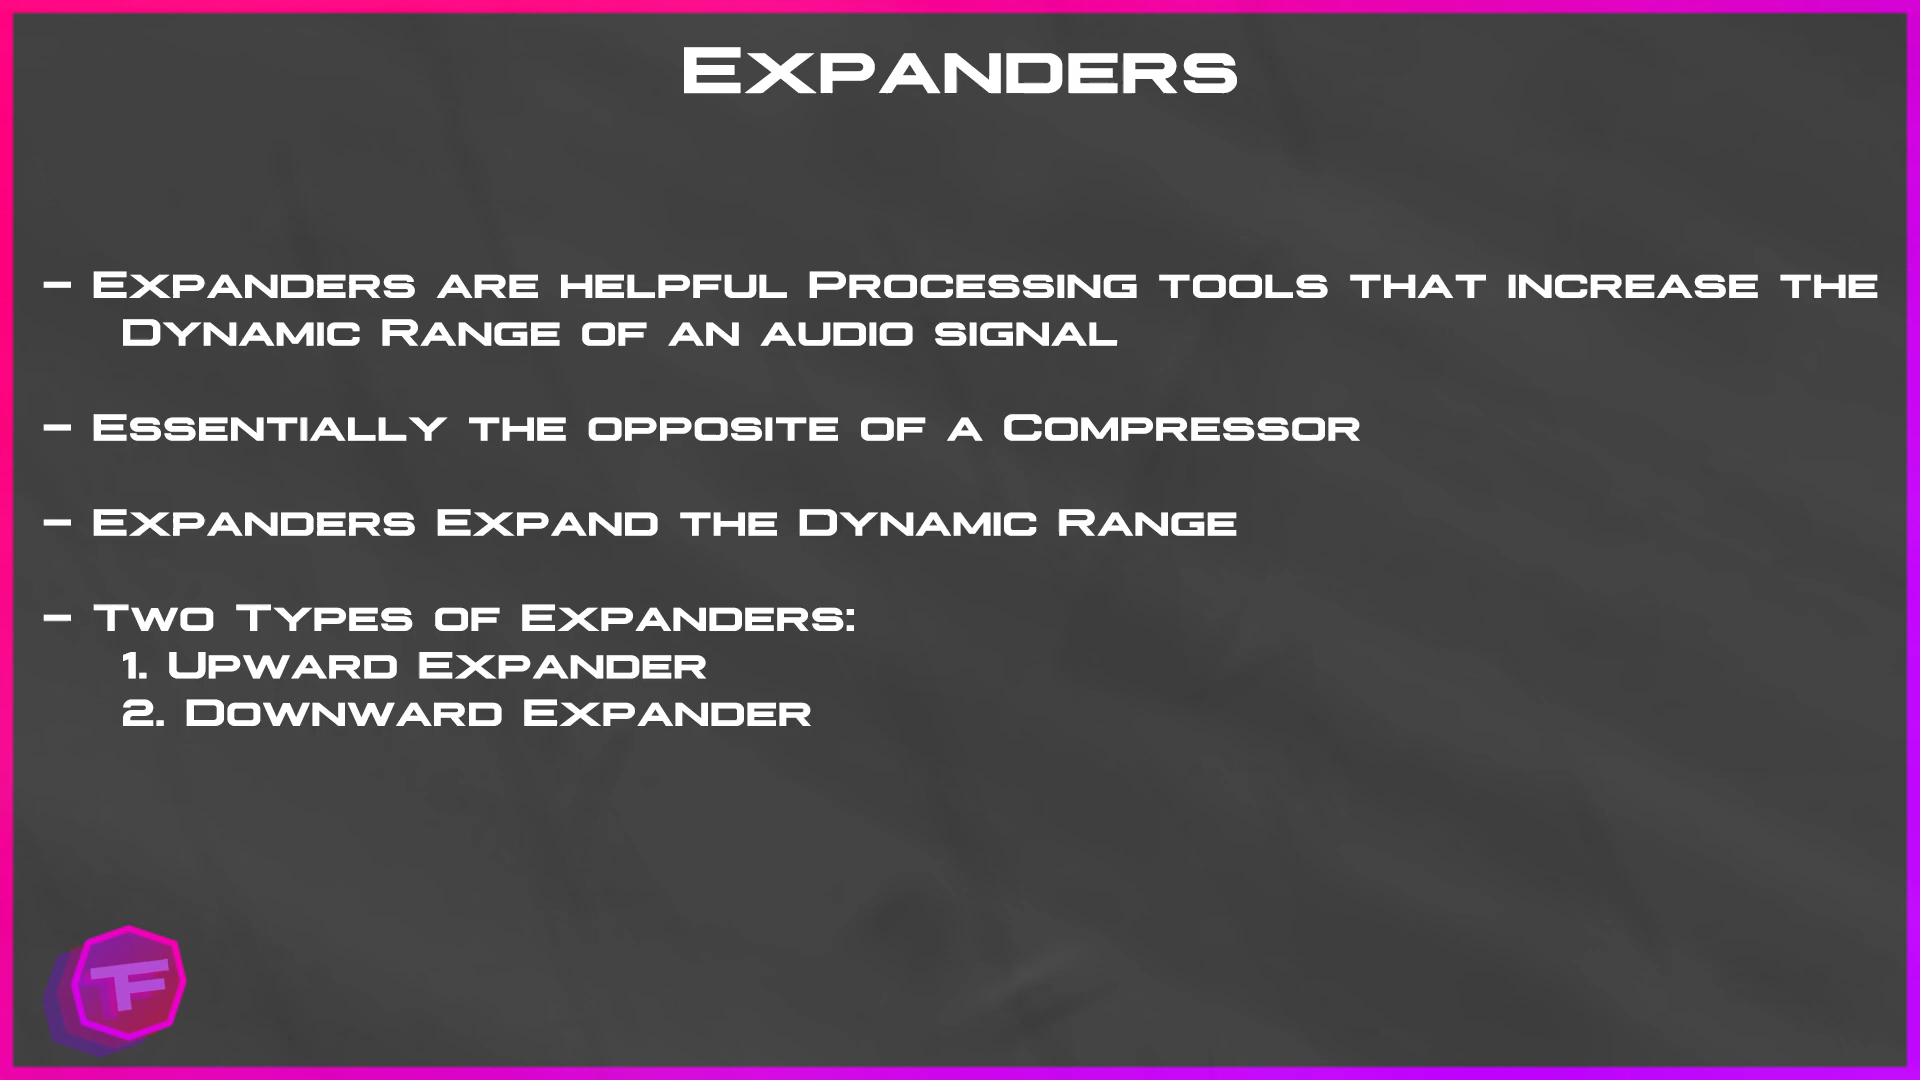 Expanders
- Expanders are helpful Processing tools that increase the
Dynamic Range of an audio signal
- Essentially the opposite of a Compressor
- Expanders Expand the Dynamic Range
- Two Types of Expanders:
1. Upward Expander
2. Downward Expander
TF